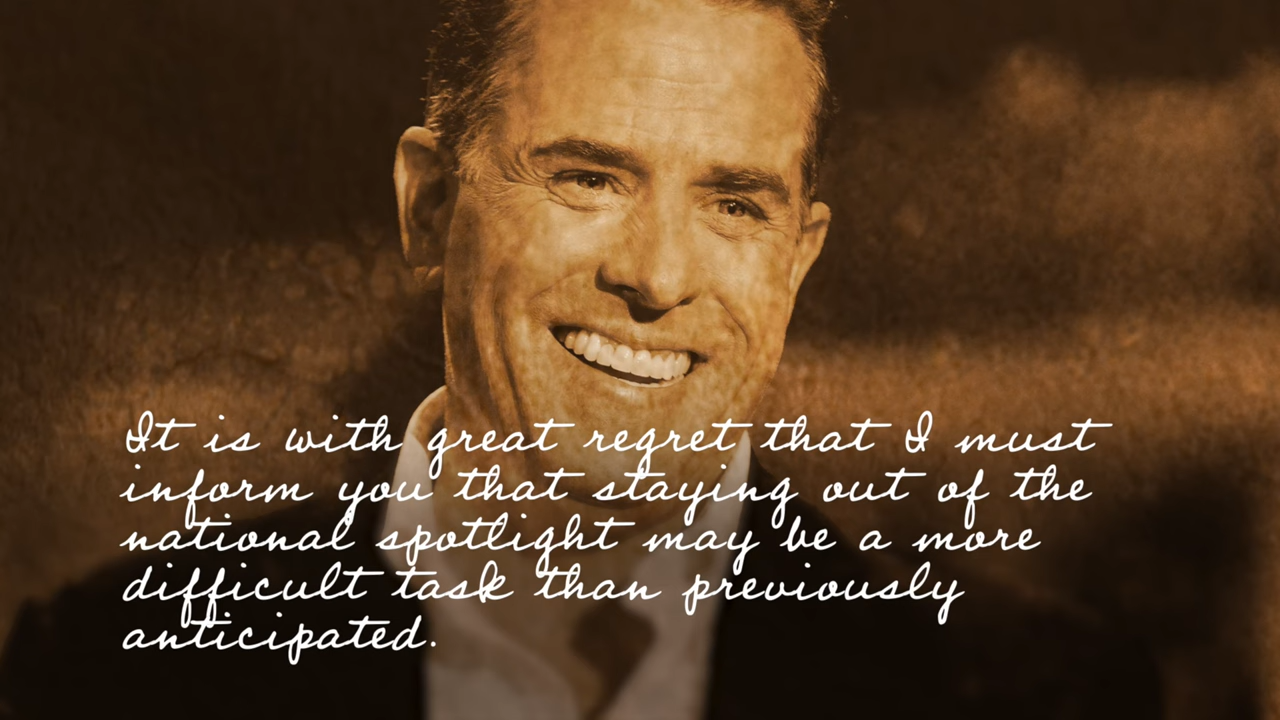 It is with great regret that I must
inform you that staying out of the
national spotlight may be a more
difficult task than previously
anticipated.